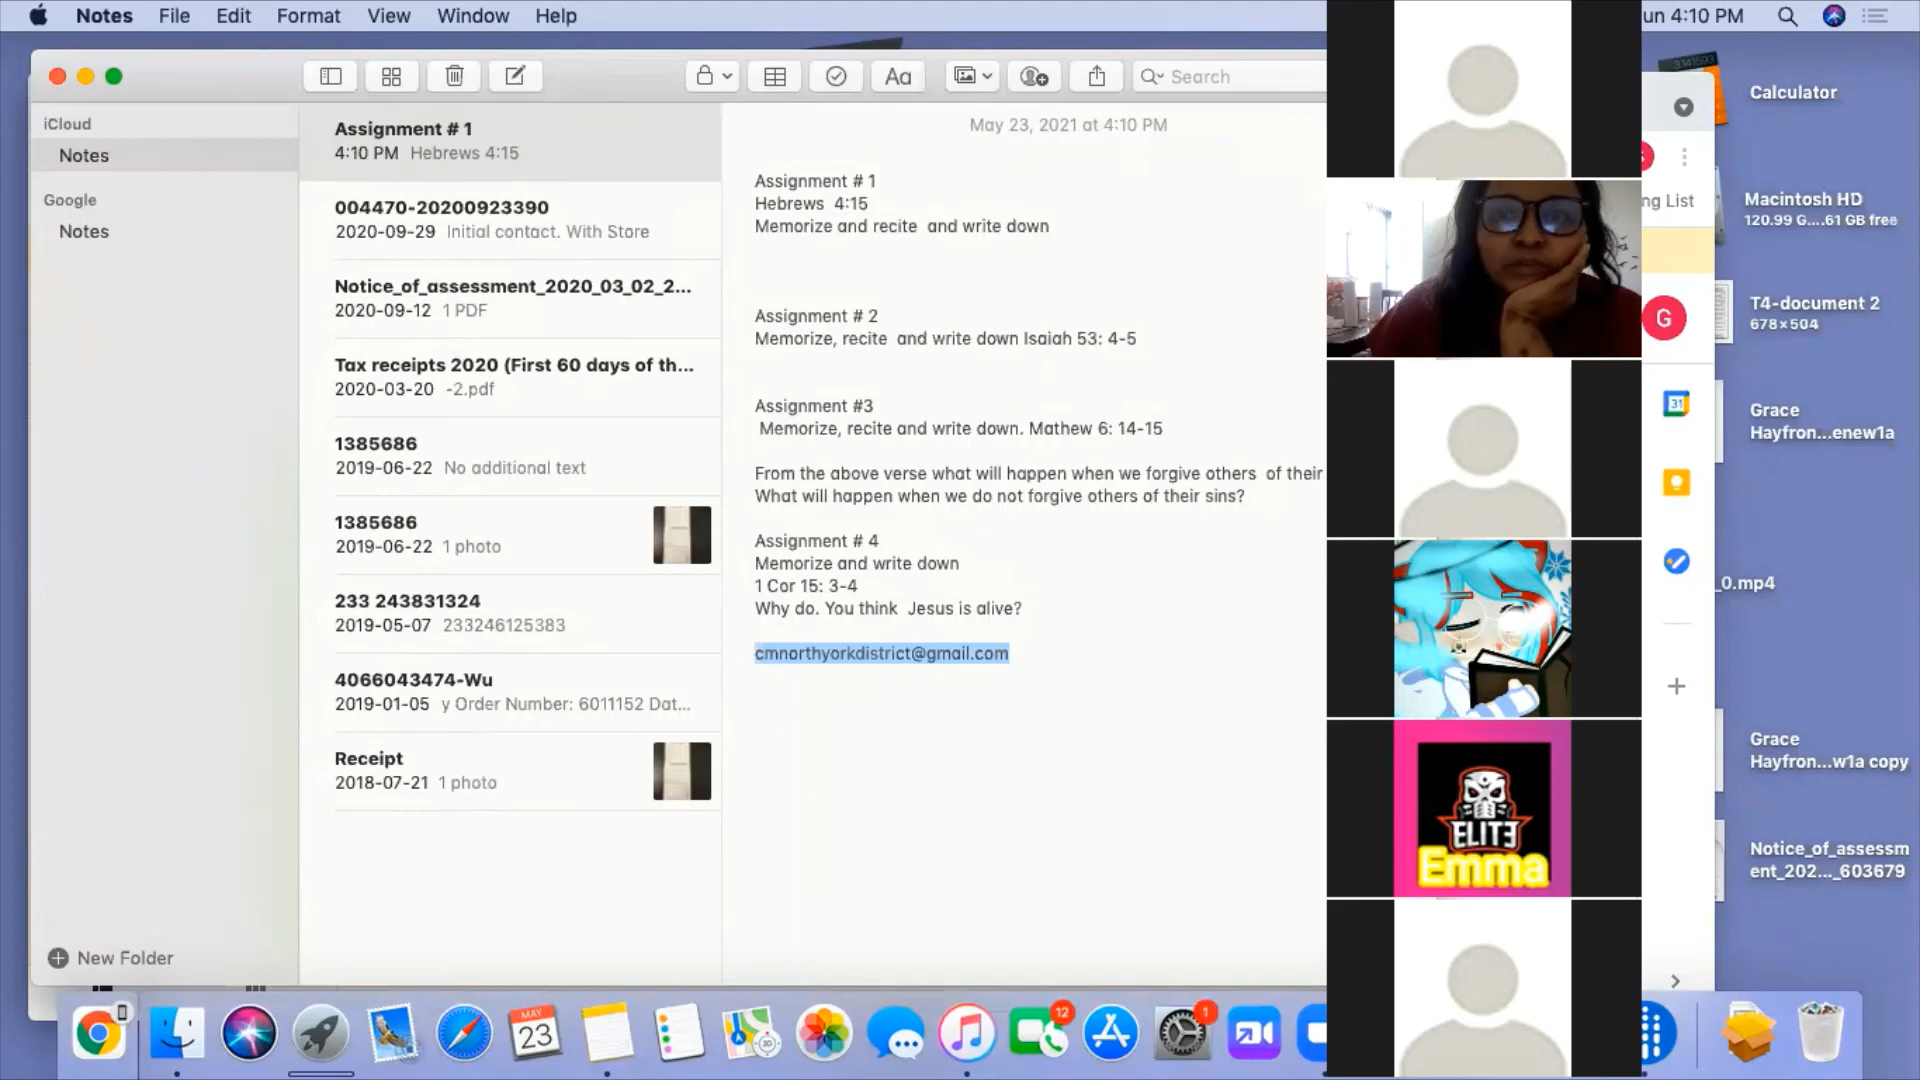 Notes File Edit Format View Window Help
un 4:10 PM
Search
iCloud
Notes
Google
Notes
New Folder
Assignment # 1
4:10 PM Hebrews 4:15
004470-20200923390
2020-09-29 Initial contact. With Store
Notice_of_assessment_2020_03_02_2...
2020-09-12 1 PDF
Tax receipts 2020 (First 60 days of th...
2020-03-20 -2.pdf
1385686
2019-06-22 No additional text
1385686
2019-06-22 1 photo
233 243831324
2019-05-07 233246125383
4066043474-Wu
2019-01-05 y Order Number: 6011152 Dat...
Receipt
2018-07-21 1 photo
May 23, 2021 at 4:10 PM
Assignment # 1
Hebrews 4:15
Memorize and recite and write down
Assignment # 2
Memorize, recite and write down Isaiah 53: 4-5
Assignment #3
Memorize, recite and write down. Mathew 6: 14-15
From the above verse what will happen when we forgive others of their
What will happen when we do not forgive others of their sins?
Assignment # 4
Memorize and write down
1 Cor 15: 3-4
Why do. You think Jesus is alive?
cmnorthyorkdistrict@gmail.com
ELIT3
Emma
ng List
G
31
Calculator
Macintosh HD
120.99 G....61 GB free
T4-document 2
678×504
Grace
Hayfron...enew1a
_0.mp4
Grace
Hayfron...w1a copy
Notice_of_assessm
ent_202..._603679
MAY
23
12
1